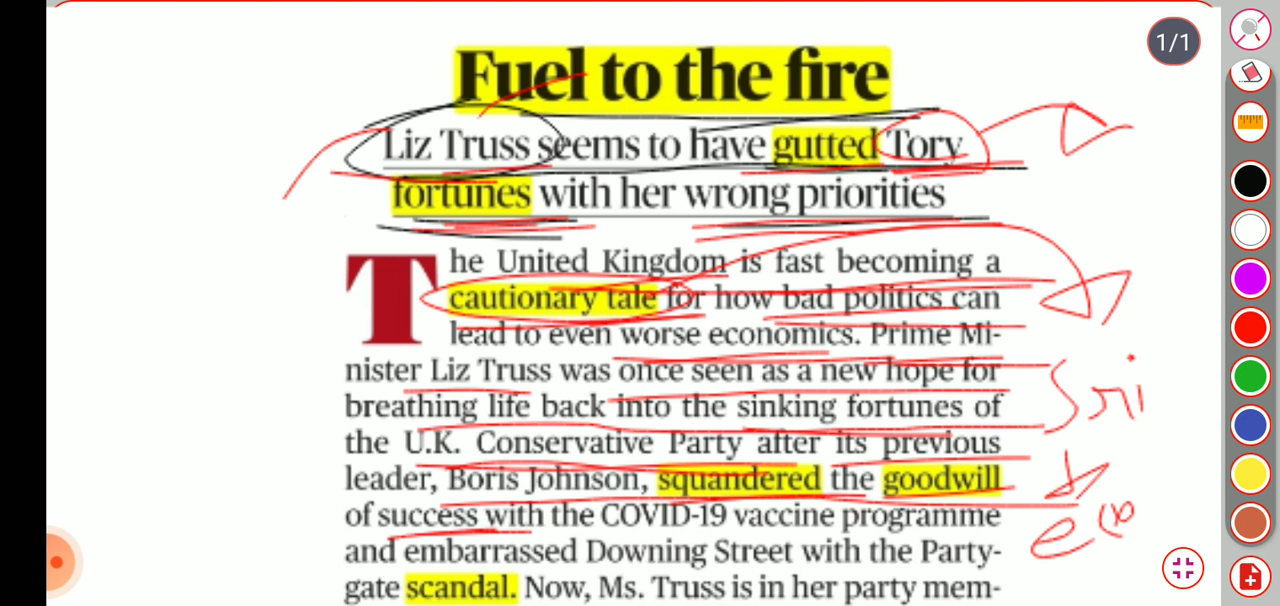 1/1
Fuel to the fire
Liz Truss seems to have gutted Tory
fortunes with her wrong priorities
The United Kingdom is fast becoming a
cautionary tale for how bad politics can
lead to even worse economics. Prime Mi-
nister Liz Truss was once seen as a new hope for
breathing life back into the sinking fortunes of
the U.K. Conservative Party after its previous
leader, Boris Johnson, squandered the goodwill
of success with the COVID-19 vaccine programme
and embarrassed Downing Street with the Party-
gate scandal. Now, Ms. Truss is in her party mem-
Sri
eco